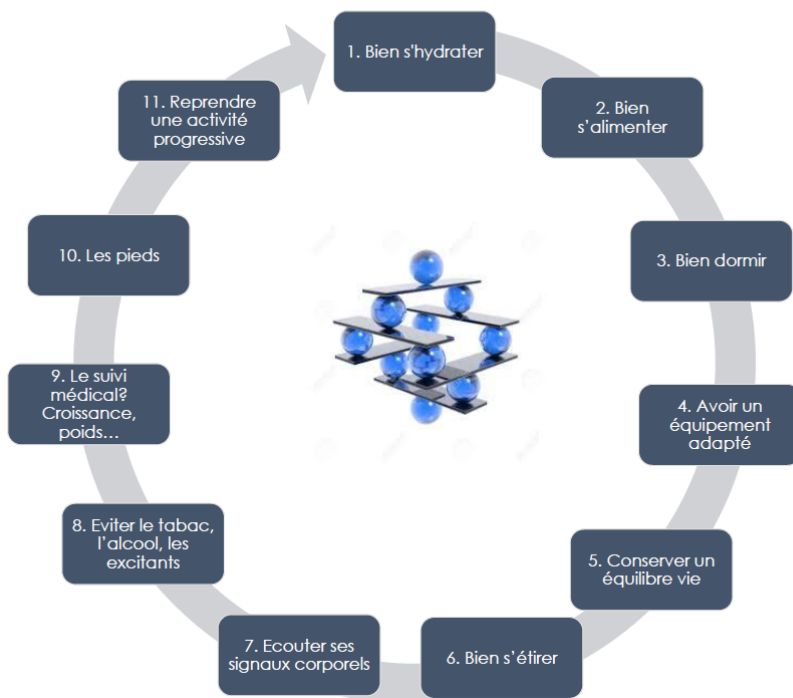 1. Bien s'hydrater
2. Bien
s'alimenter
3. Bien dormir
4. Avoir un
équipement
adapté
5. Conserver un
équilibre vie
6. Bien s'étirer
7. Ecouter ses
signaux corporels
8. Eviter le tabac,
l'alcool, les
excitants
9. Le suivi
médical?
Croissance,
poids...
10. Les pieds
11. Reprendre
une activité
progressive